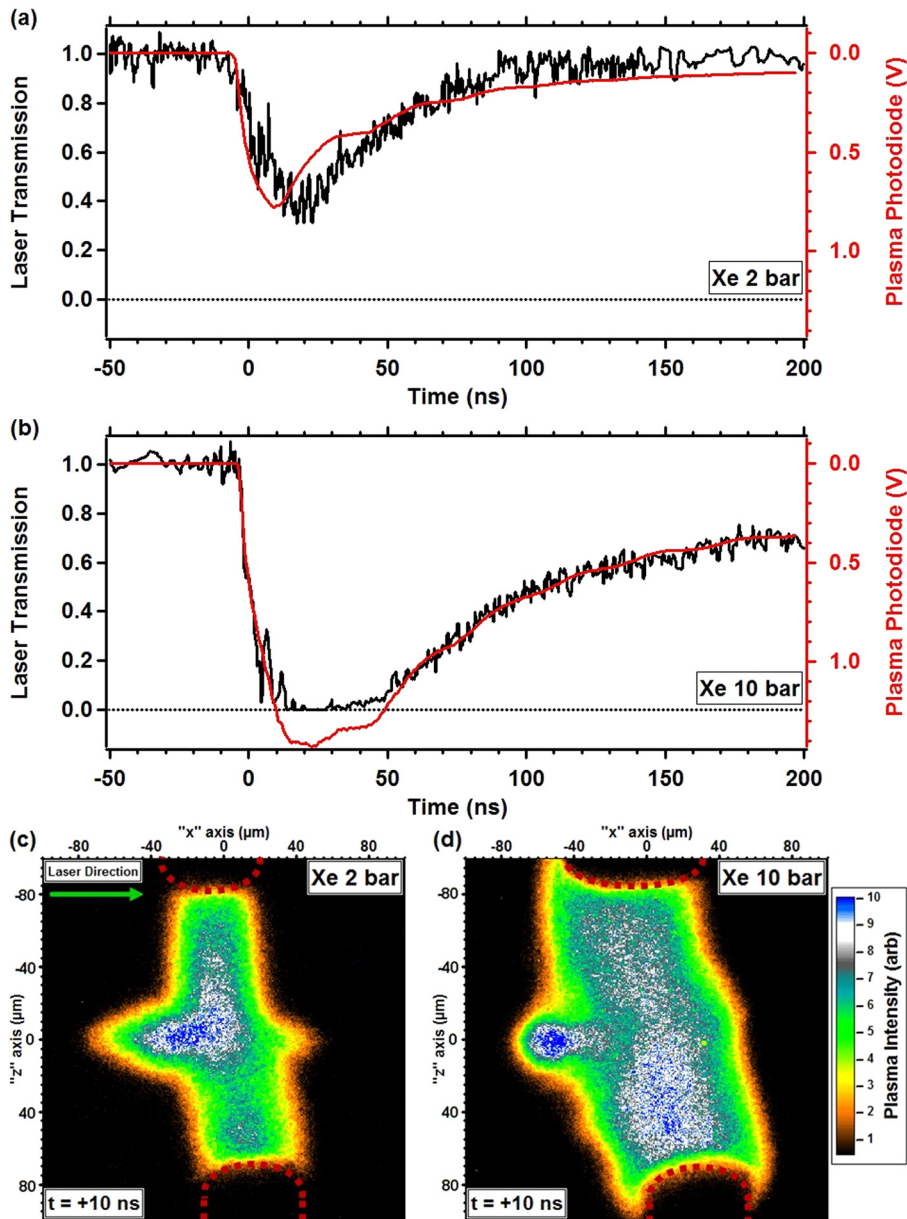 (a)
1.0
0.8
0.6
0.4
0.2
0.0
Laser Transmission
0.0
0.5
1.0
Plasma Photodiode (V)
Xe 2 bar
-50 0 50 100 150 200
Time (ns)
(b)
1.0
0.8
0.6
0.4
0.2
0.0
Laser Transmission
0.0
0.5
1.0
Plasma Photodiode (V)
Xe 10 bar
-50 0 50 100 150 200
Time (ns)
(c)
"x" axis (µm)
-80 -40 0 40 80
Laser Direction
Xe 2 bar
-80
-40
0
40
80
"z" axis (µm)
t = +10 ns
(d)
"x" axis (µm)
-80 -40 0 40 80
Xe 10 bar
-80
-40
0
40
80
"z" axis (µm)
t = +10 ns
10
9
8
7
6
5
4
3
2
1
Plasma Intensity (arb)